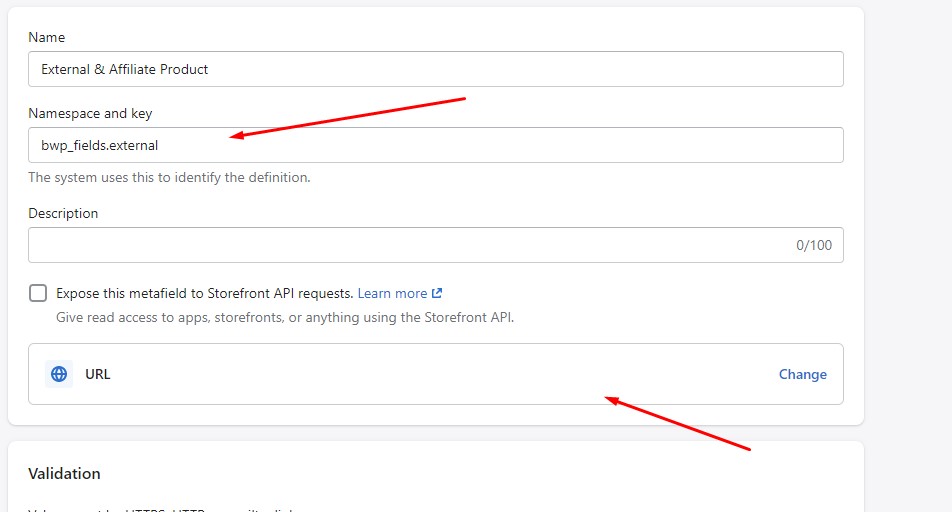 Name
External & Affiliate Product
Namespace and key
bwp_fields.external
The system uses this to identify the definition.
Description
0/100
Expose this metafield to Storefront API requests. Learn more
Give read access to apps, storefronts, or anything using the Storefront API.
URL Change
Validation